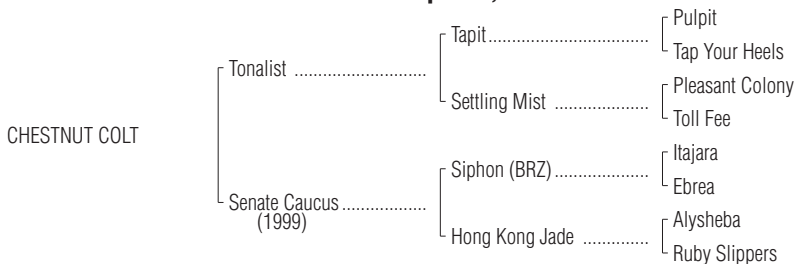 Pulpit
Tapit..................................
Tap Your Heels
Tonalist ...........................
Pleasant Colony
Settling Mist ....................
Toll Fee
CHESTNUT COLT
Itajara
Siphon (BRZ)....................
Ebrea
Senate Caucus .................
(1999)
Alysheba
Hong Kong Jade ..............
Ruby Slippers